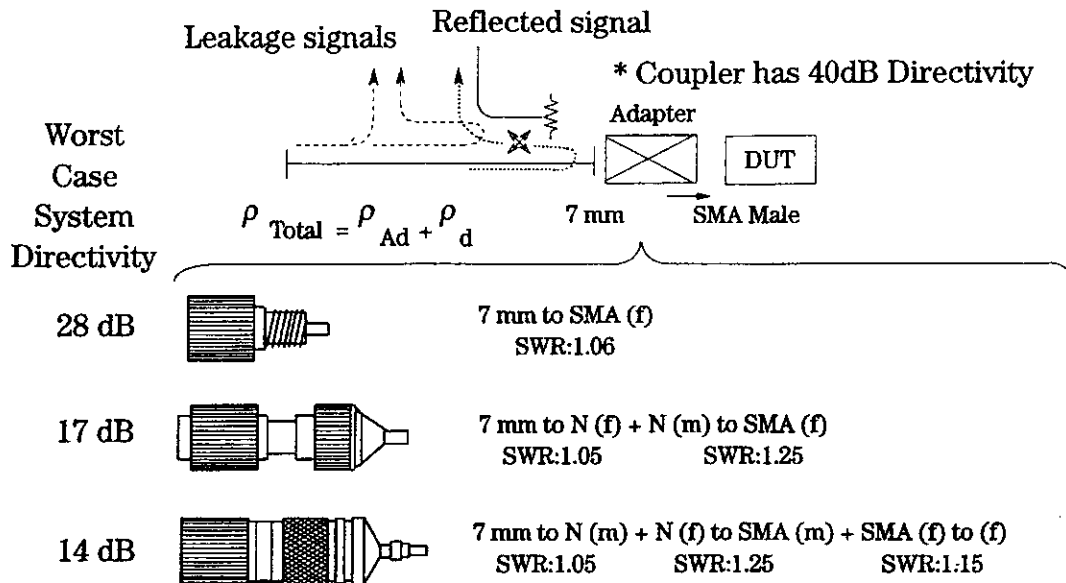 Reflected signal
Leakage signals
* Coupler has 40dB Directivity
Adapter
DUT
Worst
Case
System
Directivity
7 mm
SMA Male
ρ Total = ρ Ad + ρ d
28 dB
7 mm to SMA (f)
SWR:1.06
17 dB
7 mm to N (f) + N (m) to SMA (f)
SWR:1.05 SWR:1.25
14 dB
7 mm to N (m) + N (f) to SMA (m) + SMA (f) to (f)
SWR:1.05 SWR:1.25 SWR:1.15